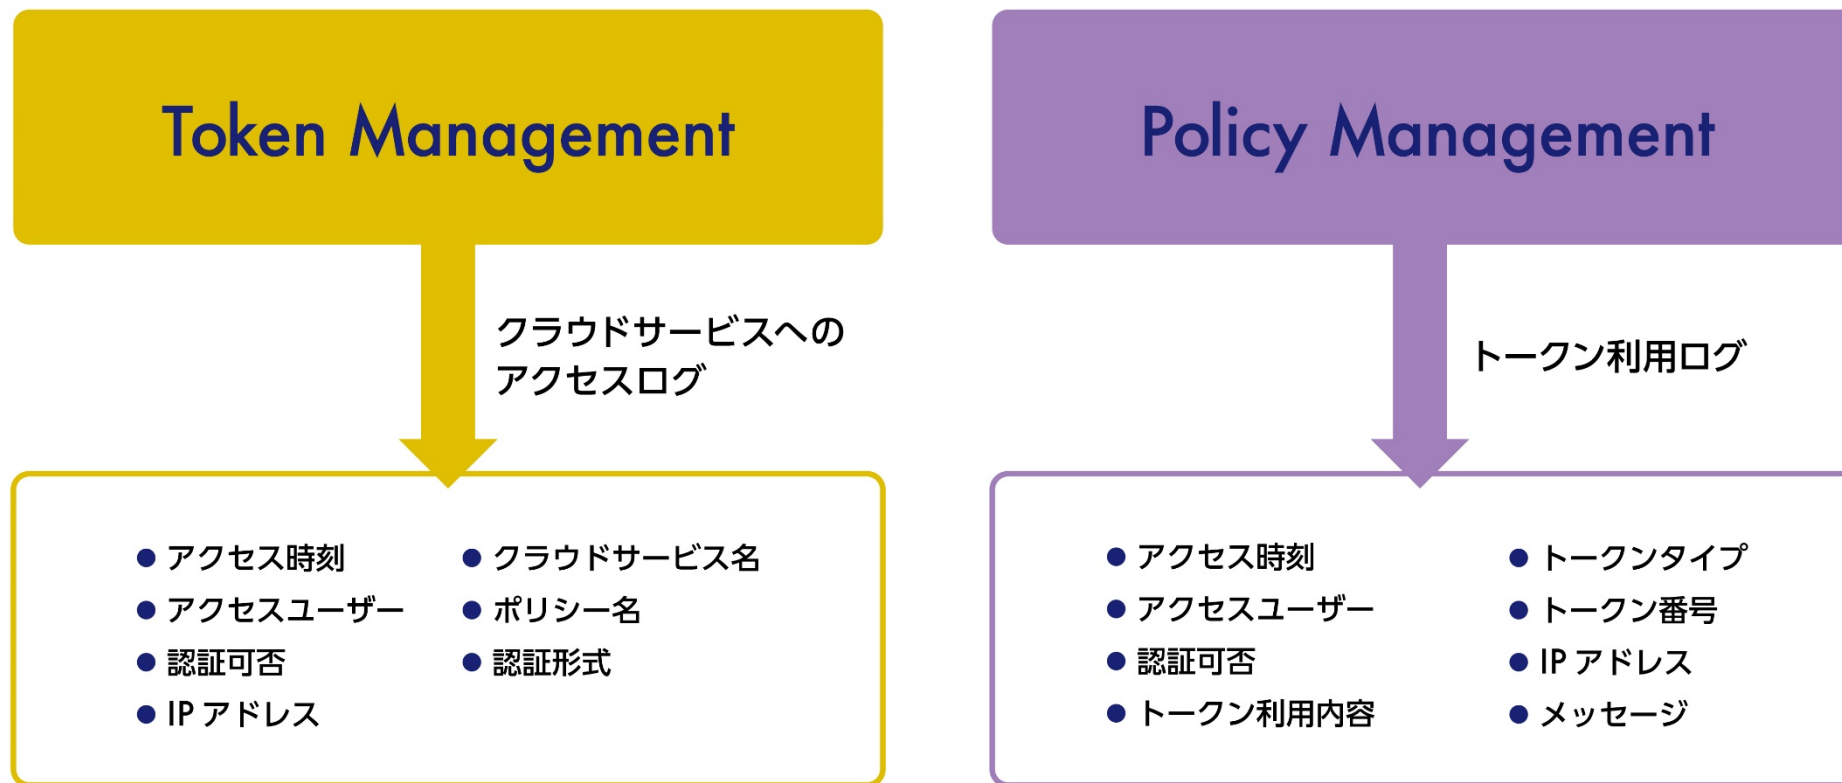 Token Management
クラウドサービスへの
アクセスログ
● アクセス時刻
● アクセスユーザー
● 認証可否
● IP アドレス
● クラウドサービス名
● ポリシー名
● 認証形式
Policy Management
トークン利用ログ
● アクセス時刻
● アクセスユーザー
● 認証可否
● トークン利用内容
● トークンタイプ
● トークン番号
● IP アドレス
● メッセージ